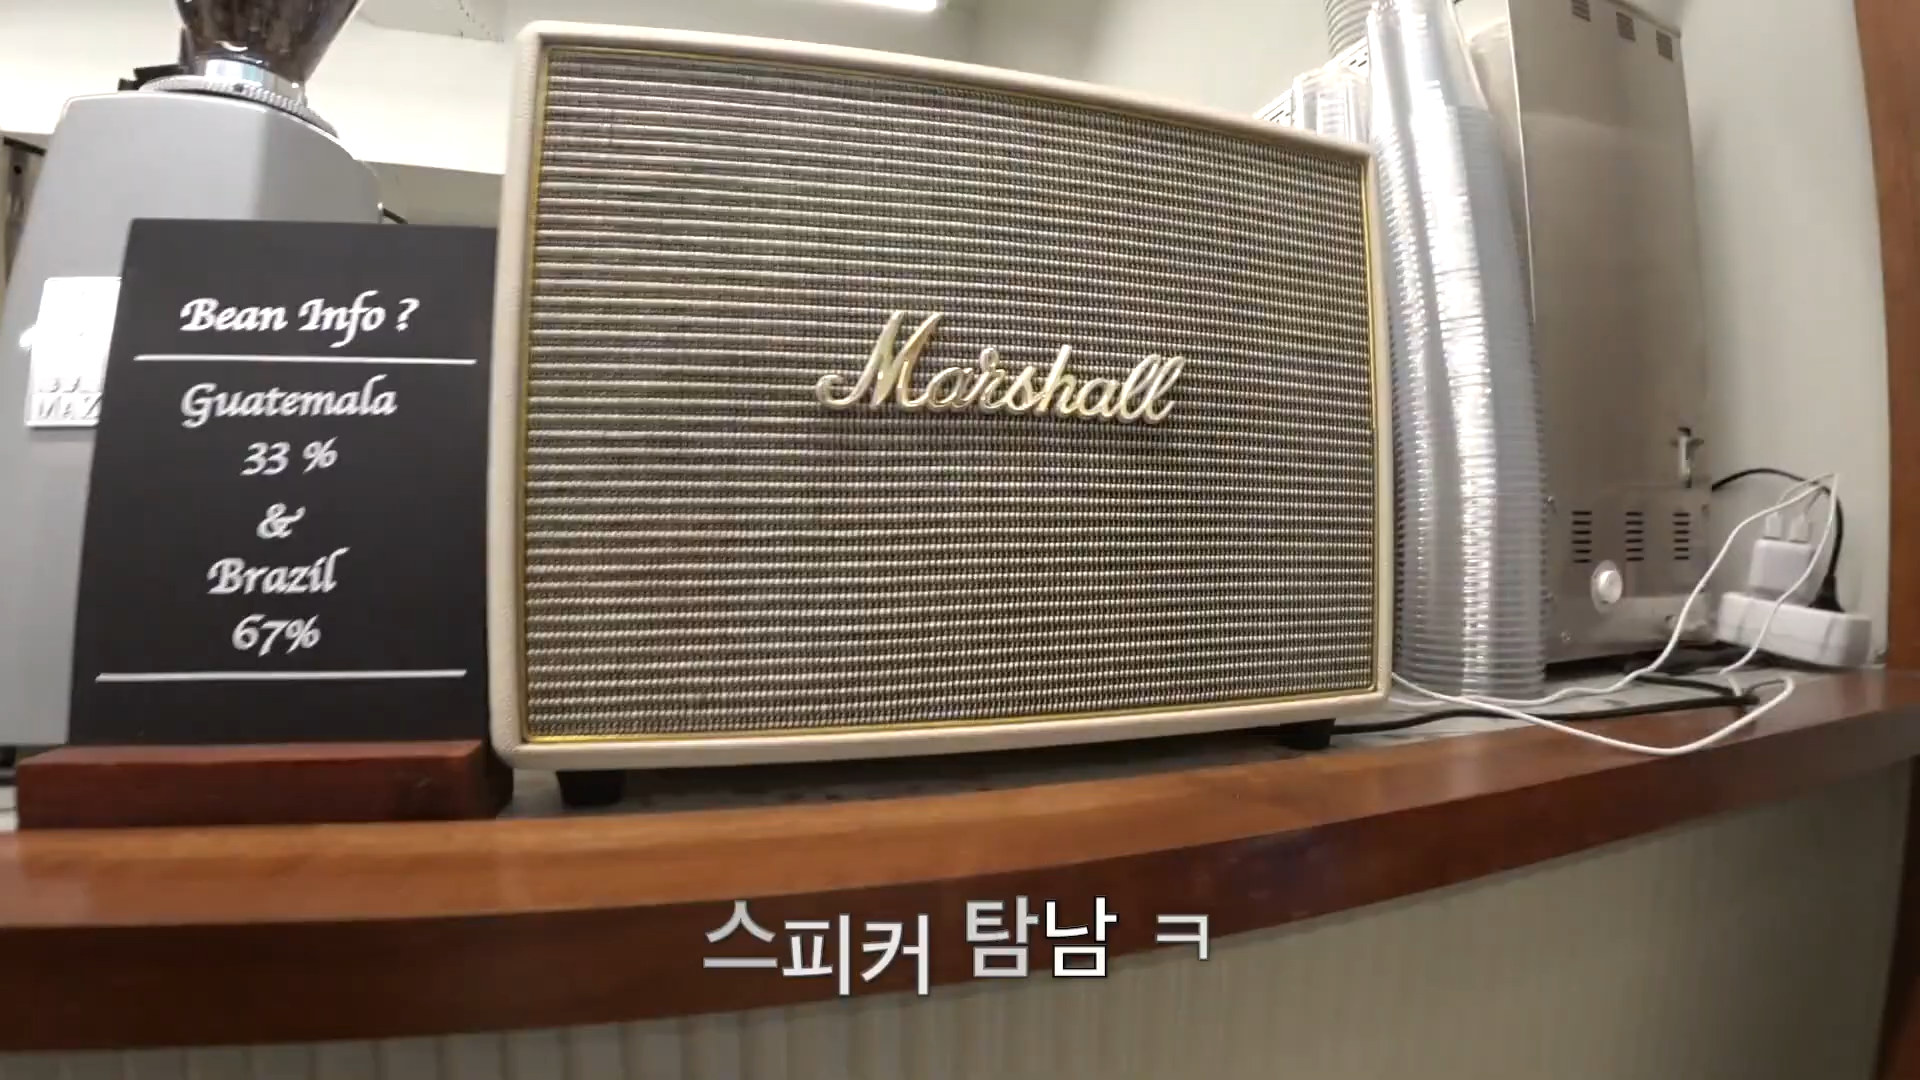 Bean Info ?
Guatemala
33 %
&
Brazil
67%
Marshall
스피커 탐남 ㅋ